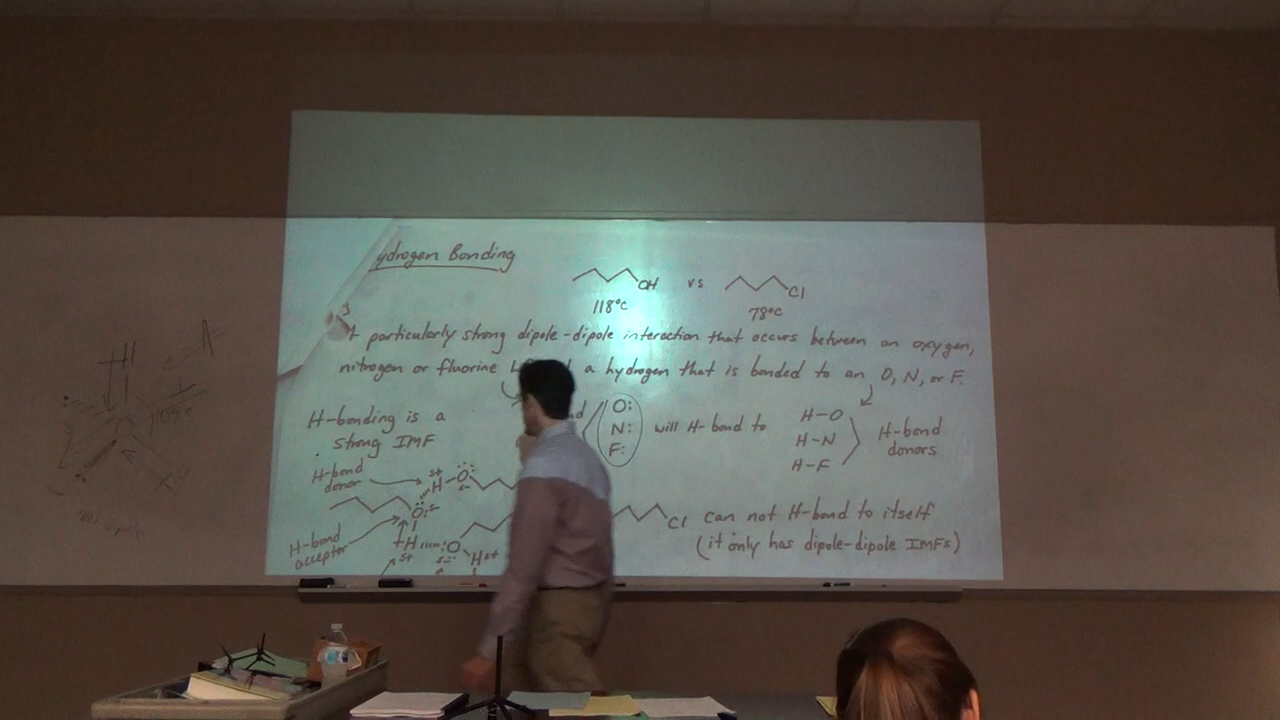 ydrogen Bonding
OH vs Cl
118°C 78°C
A particularly strong dipole-dipole interaction that occurs between an oxygen,
nitrogen or fluorine a hydrogen that is bonded to an O, N, or F.
H-bonding is a
strong IMF
O:
N:
F:
will H-bond to
H-O
H-N
H-F
H-bond
donors
H-bond
donor
δ+
H-O
δ-
O δ-
H-bond
acceptor
H O
δ+ δ- H δ+
Cl can not H-bond to itself
(it only has dipole-dipole IMFs)